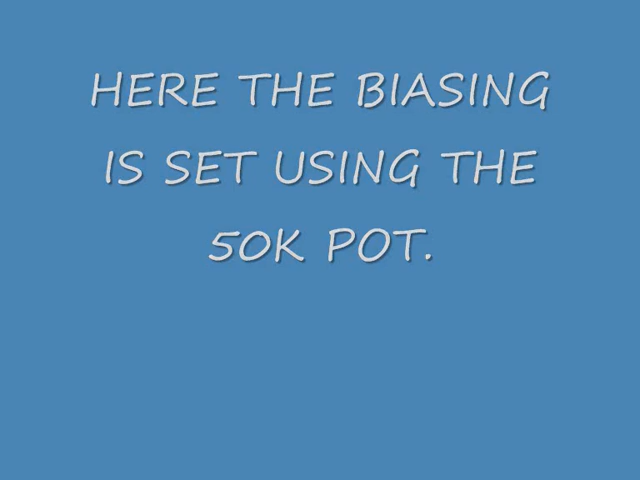 HERE THE BIASING
IS SET USING THE
50K POT.